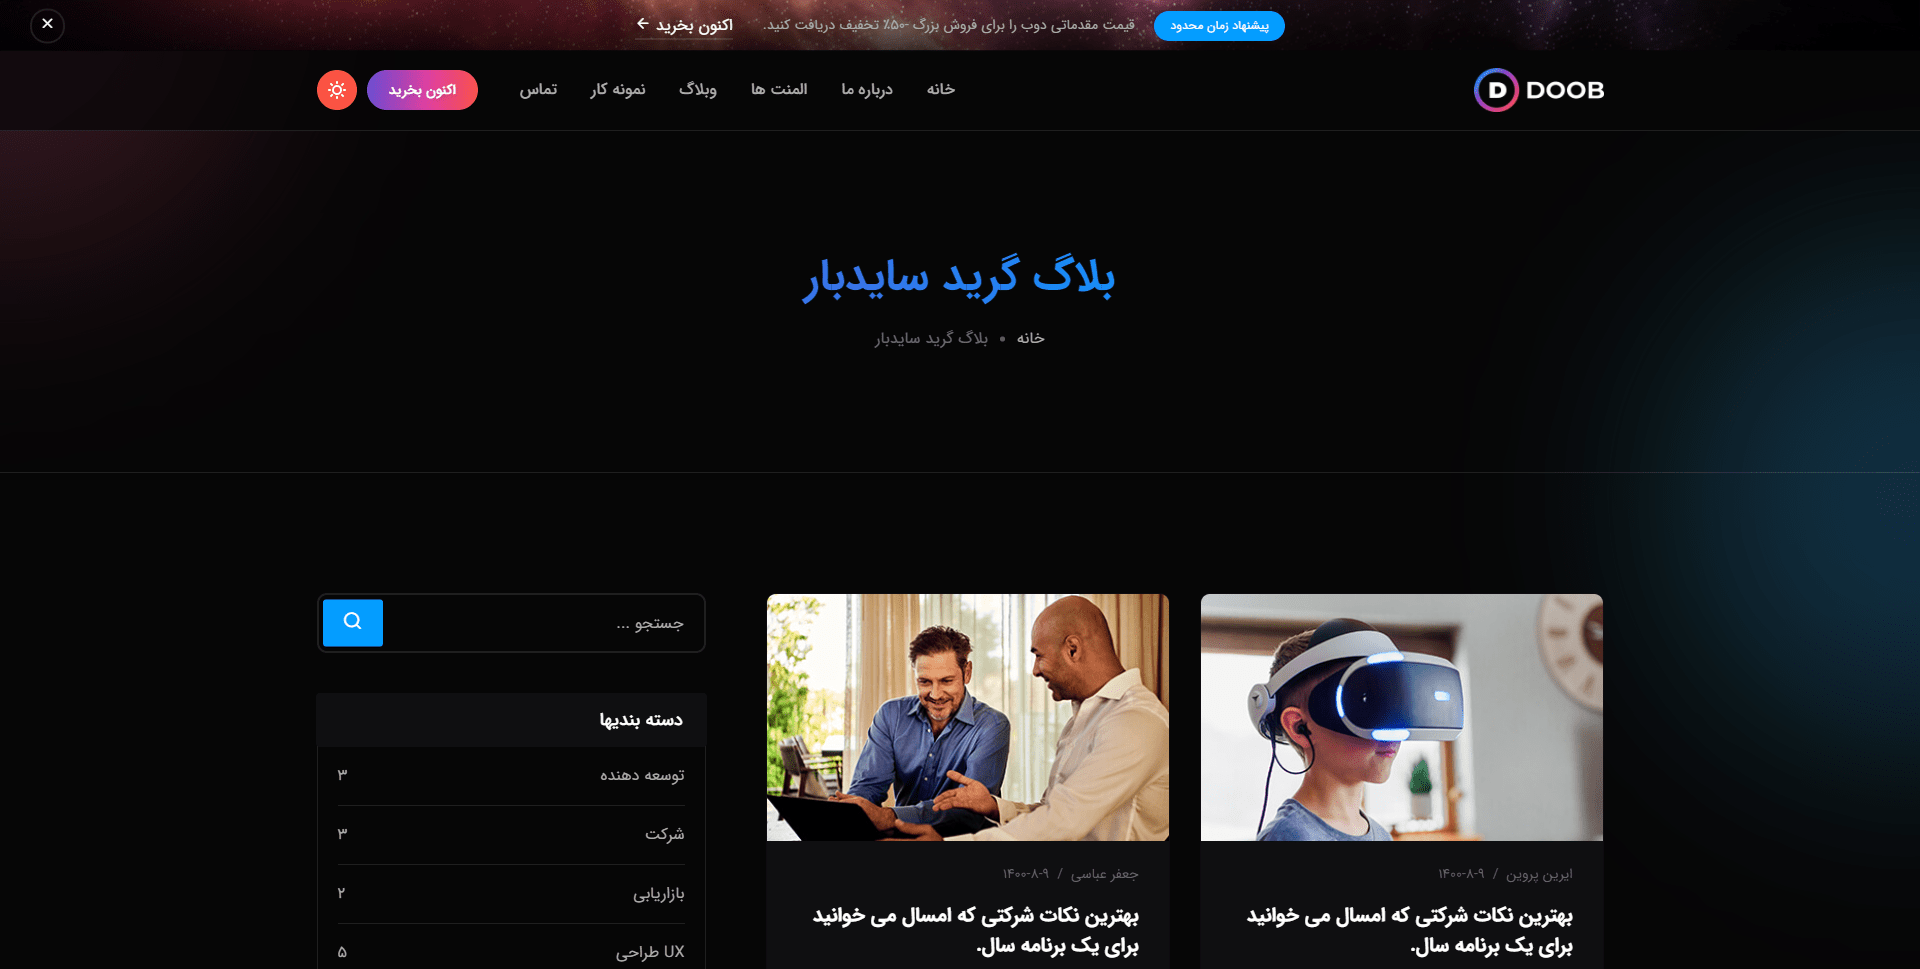 پیشنهاد زمان محدود
قیمت مقدماتی دوب را برای فروش بزرگ -۵۰٪ تخفیف دریافت کنید.
اکنون بخرید ←
DOOB
خانه
درباره ما
المنت ها
وبلاگ
نمونه کار
تماس
اکنون بخرید
بلاگ گرید سایدبار
خانه • بلاگ گرید سایدبار
ایرین پروین / ۹-۸-۱۴۰۰
بهترین نکات شرکتی که امسال می خوانید
برای یک برنامه سال.
جعفر عباسی / ۹-۸-۱۴۰۰
بهترین نکات شرکتی که امسال می خوانید
برای یک برنامه سال.
جستجو ...
دسته بندیها
توسعه دهنده ۳
شرکت ۳
بازاریابی ۲
UX طراحی ۵